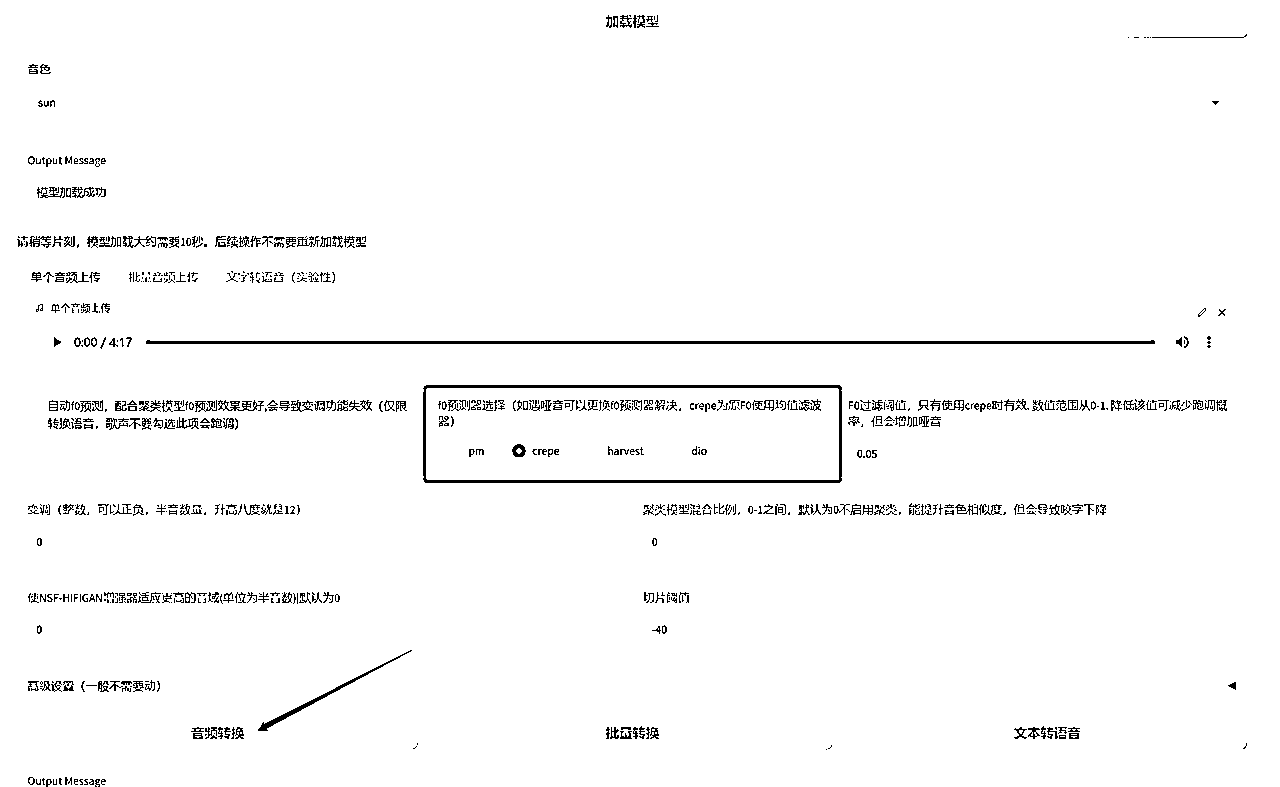 加载模型
音色
sun
Output Message
模型加载成功
请稍等片刻，模型加载大约需要10秒。后续操作不需要重新加载模型
单个音频上传 批量音频上传 文字转语音（实验性）
单个音频上传
0:00 / 4:17
自动f0预测，配合聚类模型f0预测效果更好,会导致变调功能失效（仅限
转换语音，歌声不要勾选此项会跑调）
f0预测器选择（如遇哑音可以更换f0预测器解决，crepe为原F0使用均值滤波
器）
pm crepe harvest dio
F0过滤阈值，只有使用crepe时有效. 数值范围从0-1. 降低该值可减少跑调概
率，但会增加哑音
0.05
变调（整数，可以正负，半音数量，升高八度就是12）
0
聚类模型混合比例，0-1之间，默认为0不启用聚类，能提升音色相似度，但会导致咬字下降
0
使NSF-HIFIGAN增强器适应更高的音域(单位为半音数)|默认为0
0
切片阈值
-40
高级设置（一般不需要动）
音频转换 批量转换 文本转语音
Output Message